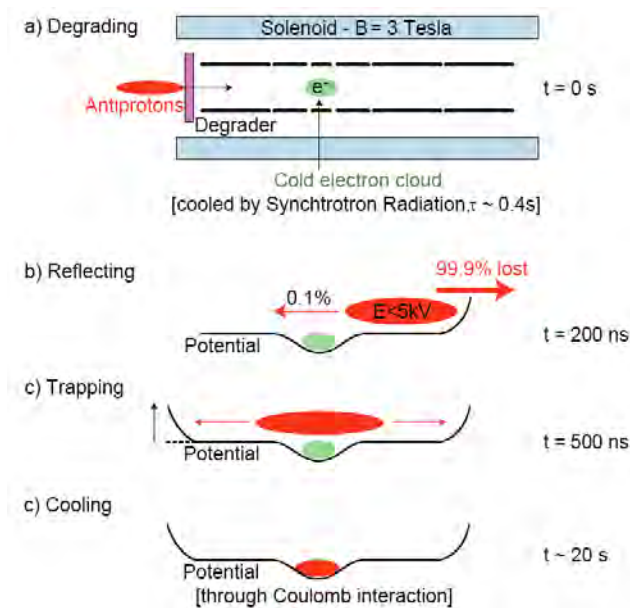 a) Degrading
Solenoid - B = 3 Tesla
e-
Antiprotons
Degrader
t = 0 s
Cold electron cloud
[cooled by Synchtrotron Radiation,τ ~ 0.4s]
b) Reflecting
99.9% lost
0.1%
E<5kV
Potential
t = 200 ns
c) Trapping
Potential
t = 500 ns
c) Cooling
Potential
t ~ 20 s
[through Coulomb interaction]